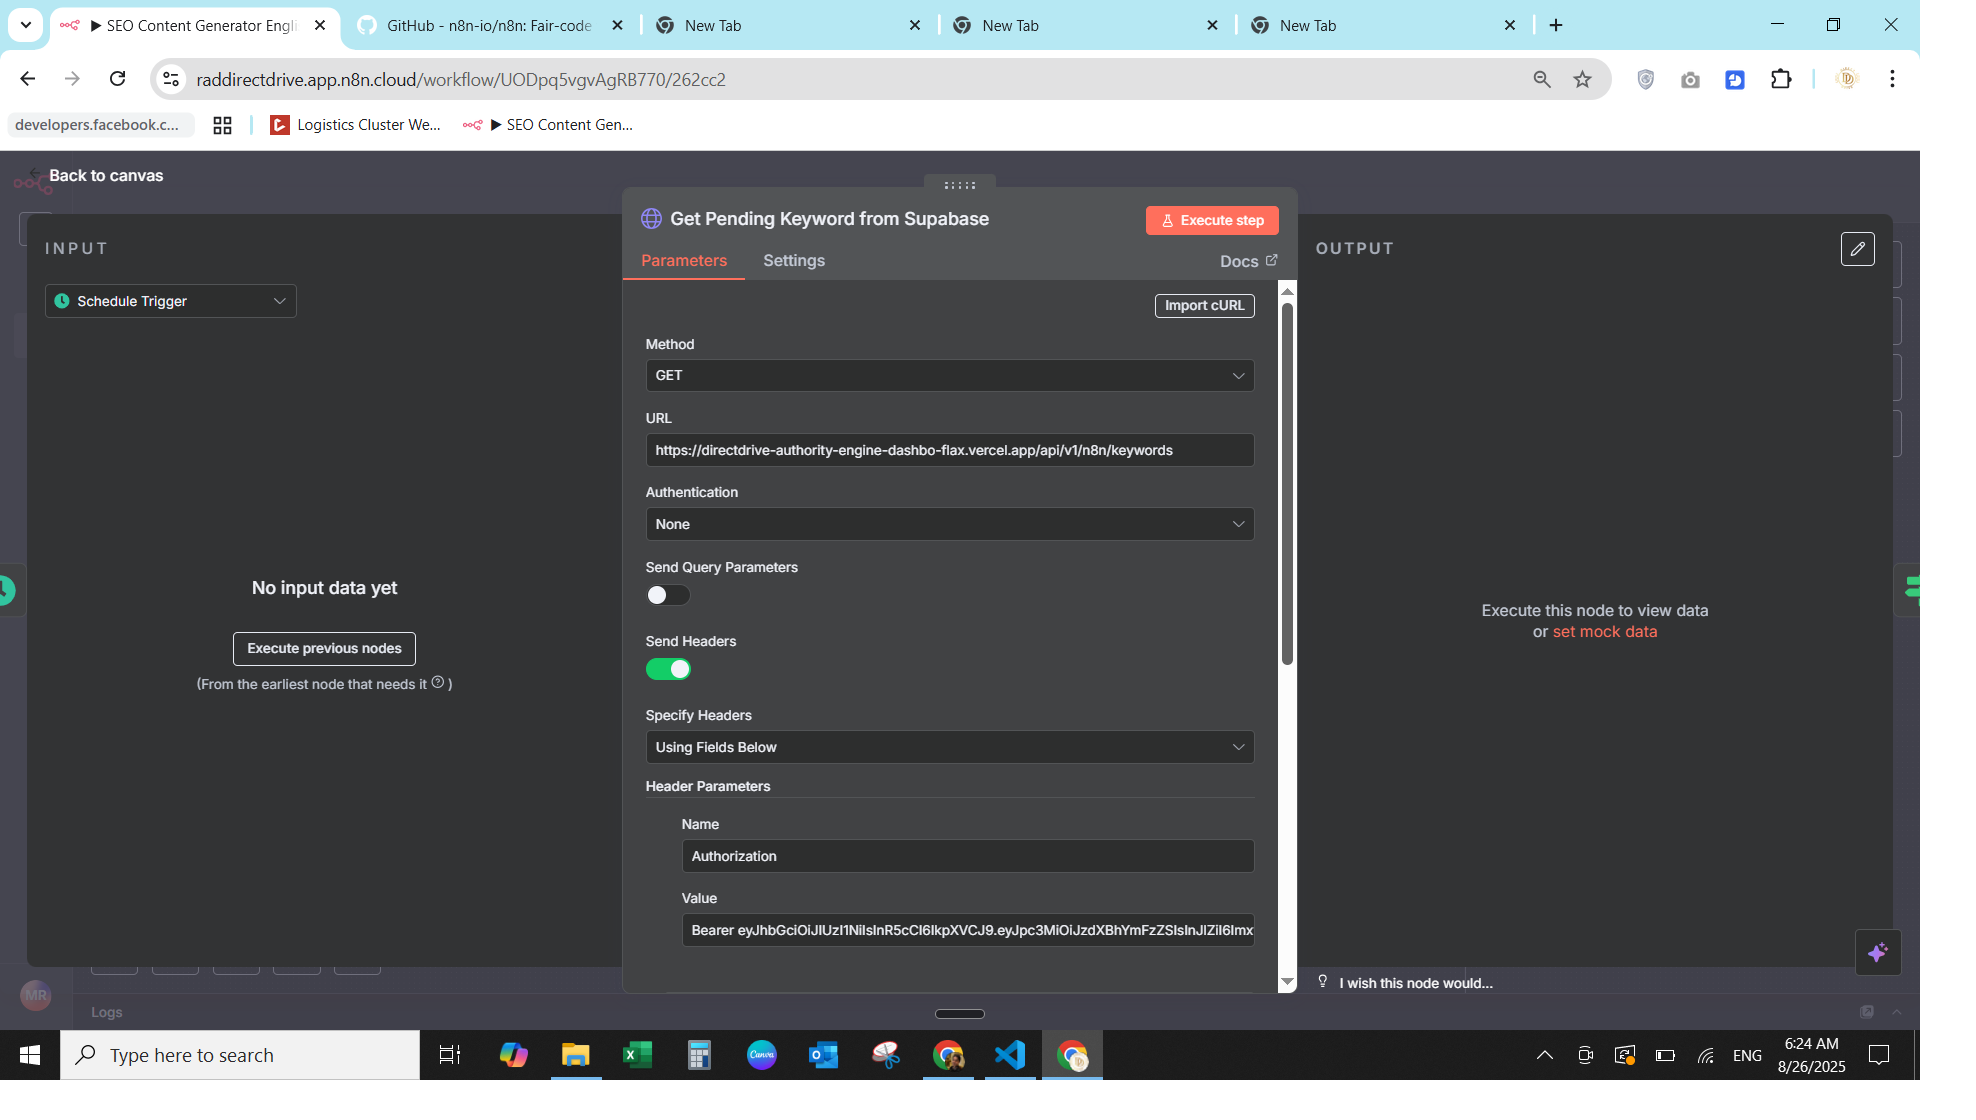 ▶ SEO Content Generator Engli
GitHub - n8n-io/n8n: Fair-code
New Tab
New Tab
New Tab
raddirectdrive.app.n8n.cloud/workflow/UODpq5vgvAgRB770/262cc2
developers.facebook.c...
Logistics Cluster We...
▶ SEO Content Gen...
Back to canvas
INPUT
Schedule Trigger
No input data yet
Execute previous nodes
(From the earliest node that needs it ? )
Get Pending Keyword from Supabase
Execute step
Parameters
Settings
Docs
Import cURL
Method
GET
URL
https://directdrive-authority-engine-dashbo-flax.vercel.app/api/v1/n8n/keywords
Authentication
None
Send Query Parameters
Send Headers
Specify Headers
Using Fields Below
Header Parameters
Name
Authorization
Value
Bearer eyJhbGciOiJIUzI1NiIsInR5cCI6IkpXVCJ9.eyJpc3MiOiJzdXBhYmFzZSIsInJlZiI6Imx
OUTPUT
Execute this node to view data
or set mock data
I wish this node would...
MR
Logs
Type here to search
Canva
ENG
6:24 AM
8/26/2025